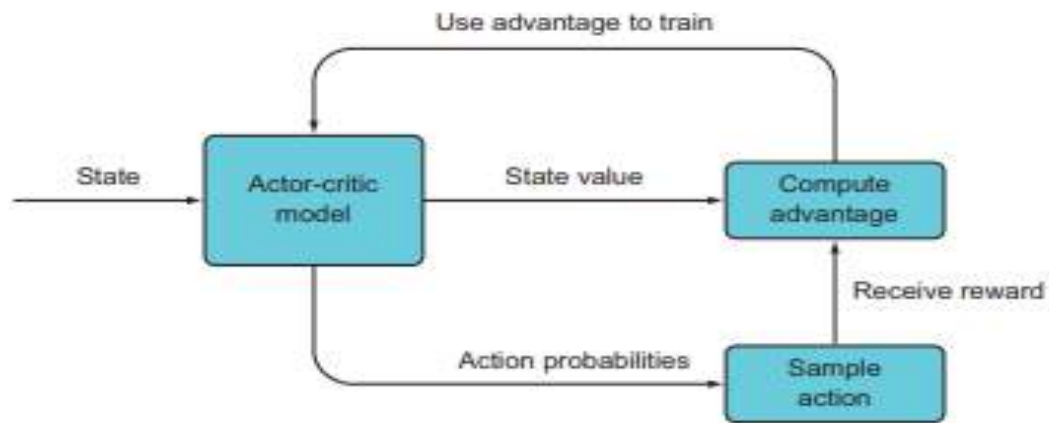 Use advantage to train
State
Actor-critic
model
State value
Compute
advantage
Receive reward
Action probabilities
Sample
action